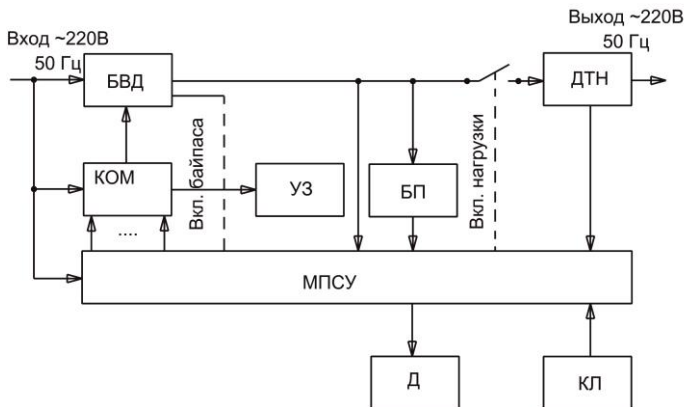 Вход ~220В
50 Гц
Выход ~220В
50 Гц
БВД
ДТН
КОМ
Вкл. байпаса
УЗ
БП
Вкл. нагрузки
....
МПСУ
Д
КЛ